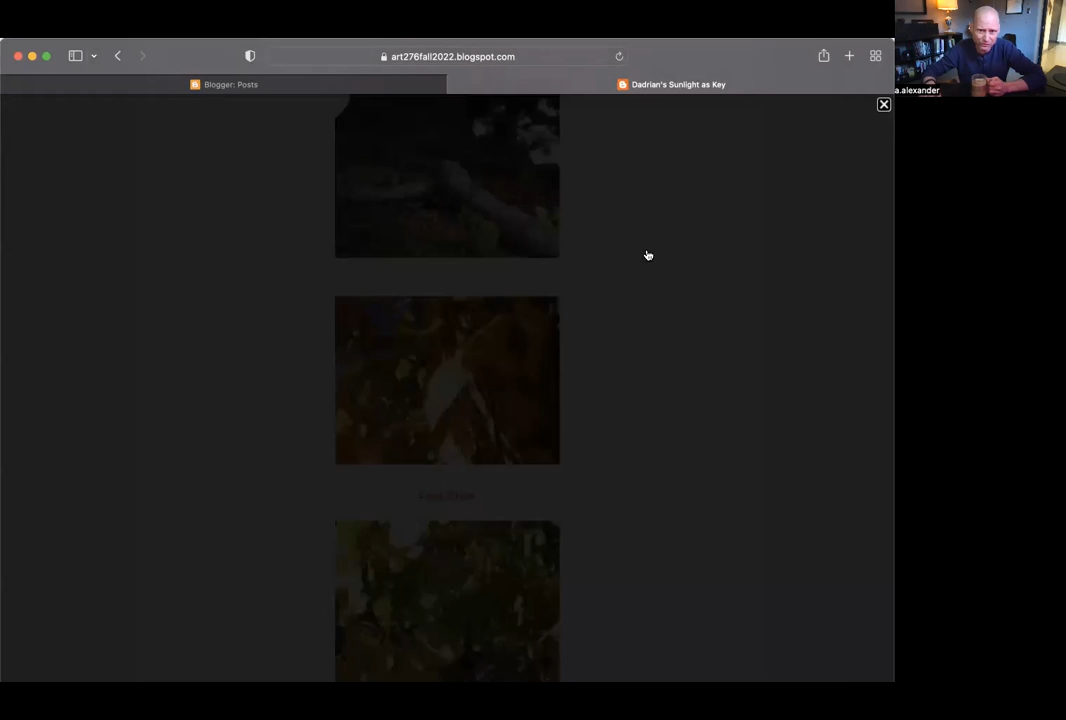 art276fall2022.blogspot.com
Blogger: Posts
Dadrian's Sunlight as Key
a.alexander